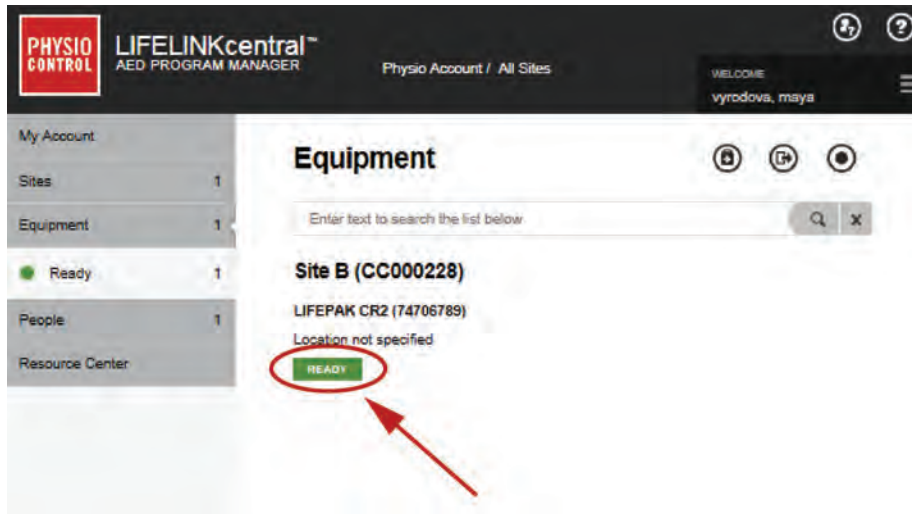 PHYSIO
CONTROL
LIFELINKcentral™
AED PROGRAM MANAGER
Physio Account / All Sites
WELCOME
vyrodova, maya
My Account
Sites 1
Equipment 1
Ready 1
People 1
Resource Center
Equipment
Enter text to search the list below
x
Site B (CC000228)
LIFEPAK CR2 (74706789)
Location not specified
READY